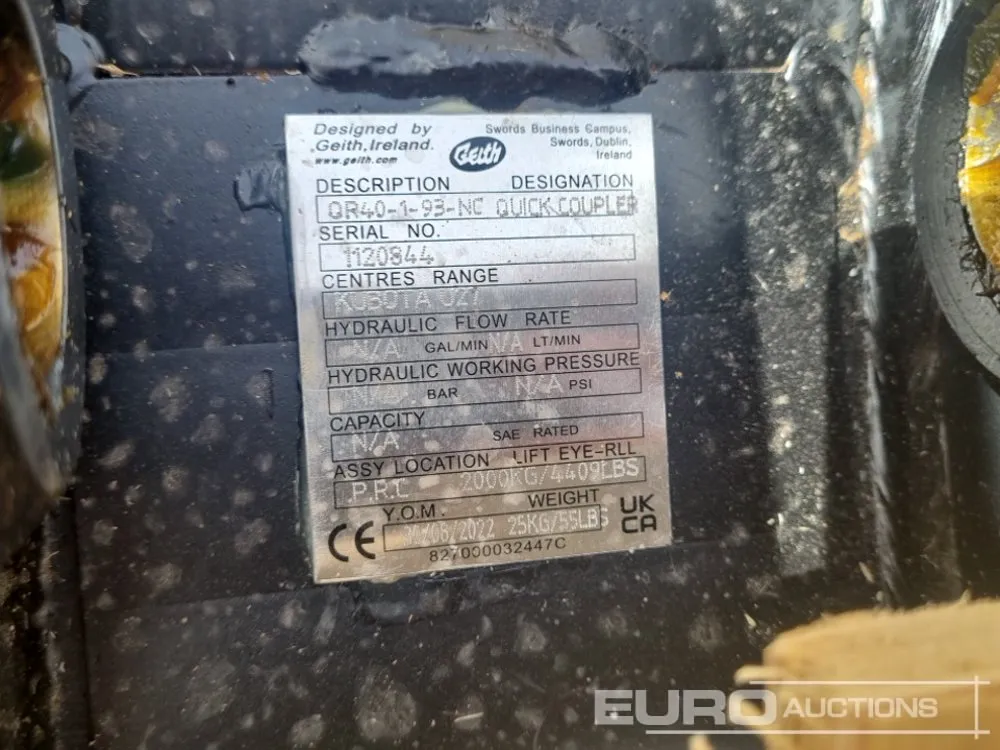 Designed by
Geith, Ireland.
www.geith.com
Geith
Swords Business Campus,
Swords, Dublin,
Ireland
DESCRIPTION DESIGNATION
QR40-1-93-NC QUICK COUPLER
SERIAL NO.
1120844
CENTRES RANGE
KUBOTA U27
HYDRAULIC FLOW RATE
N/A GAL/MIN N/A LT/MIN
HYDRAULIC WORKING PRESSURE
N/A BAR N/A PSI
CAPACITY
N/A SAE RATED
ASSY LOCATION LIFT EYE-RLL
P.R.C 2000KG/4409LBS
Y.O.M. WEIGHT
/08/2022 25KG/55LBS
CE
UK
CA
827000032447C
EURO AUCTIONS